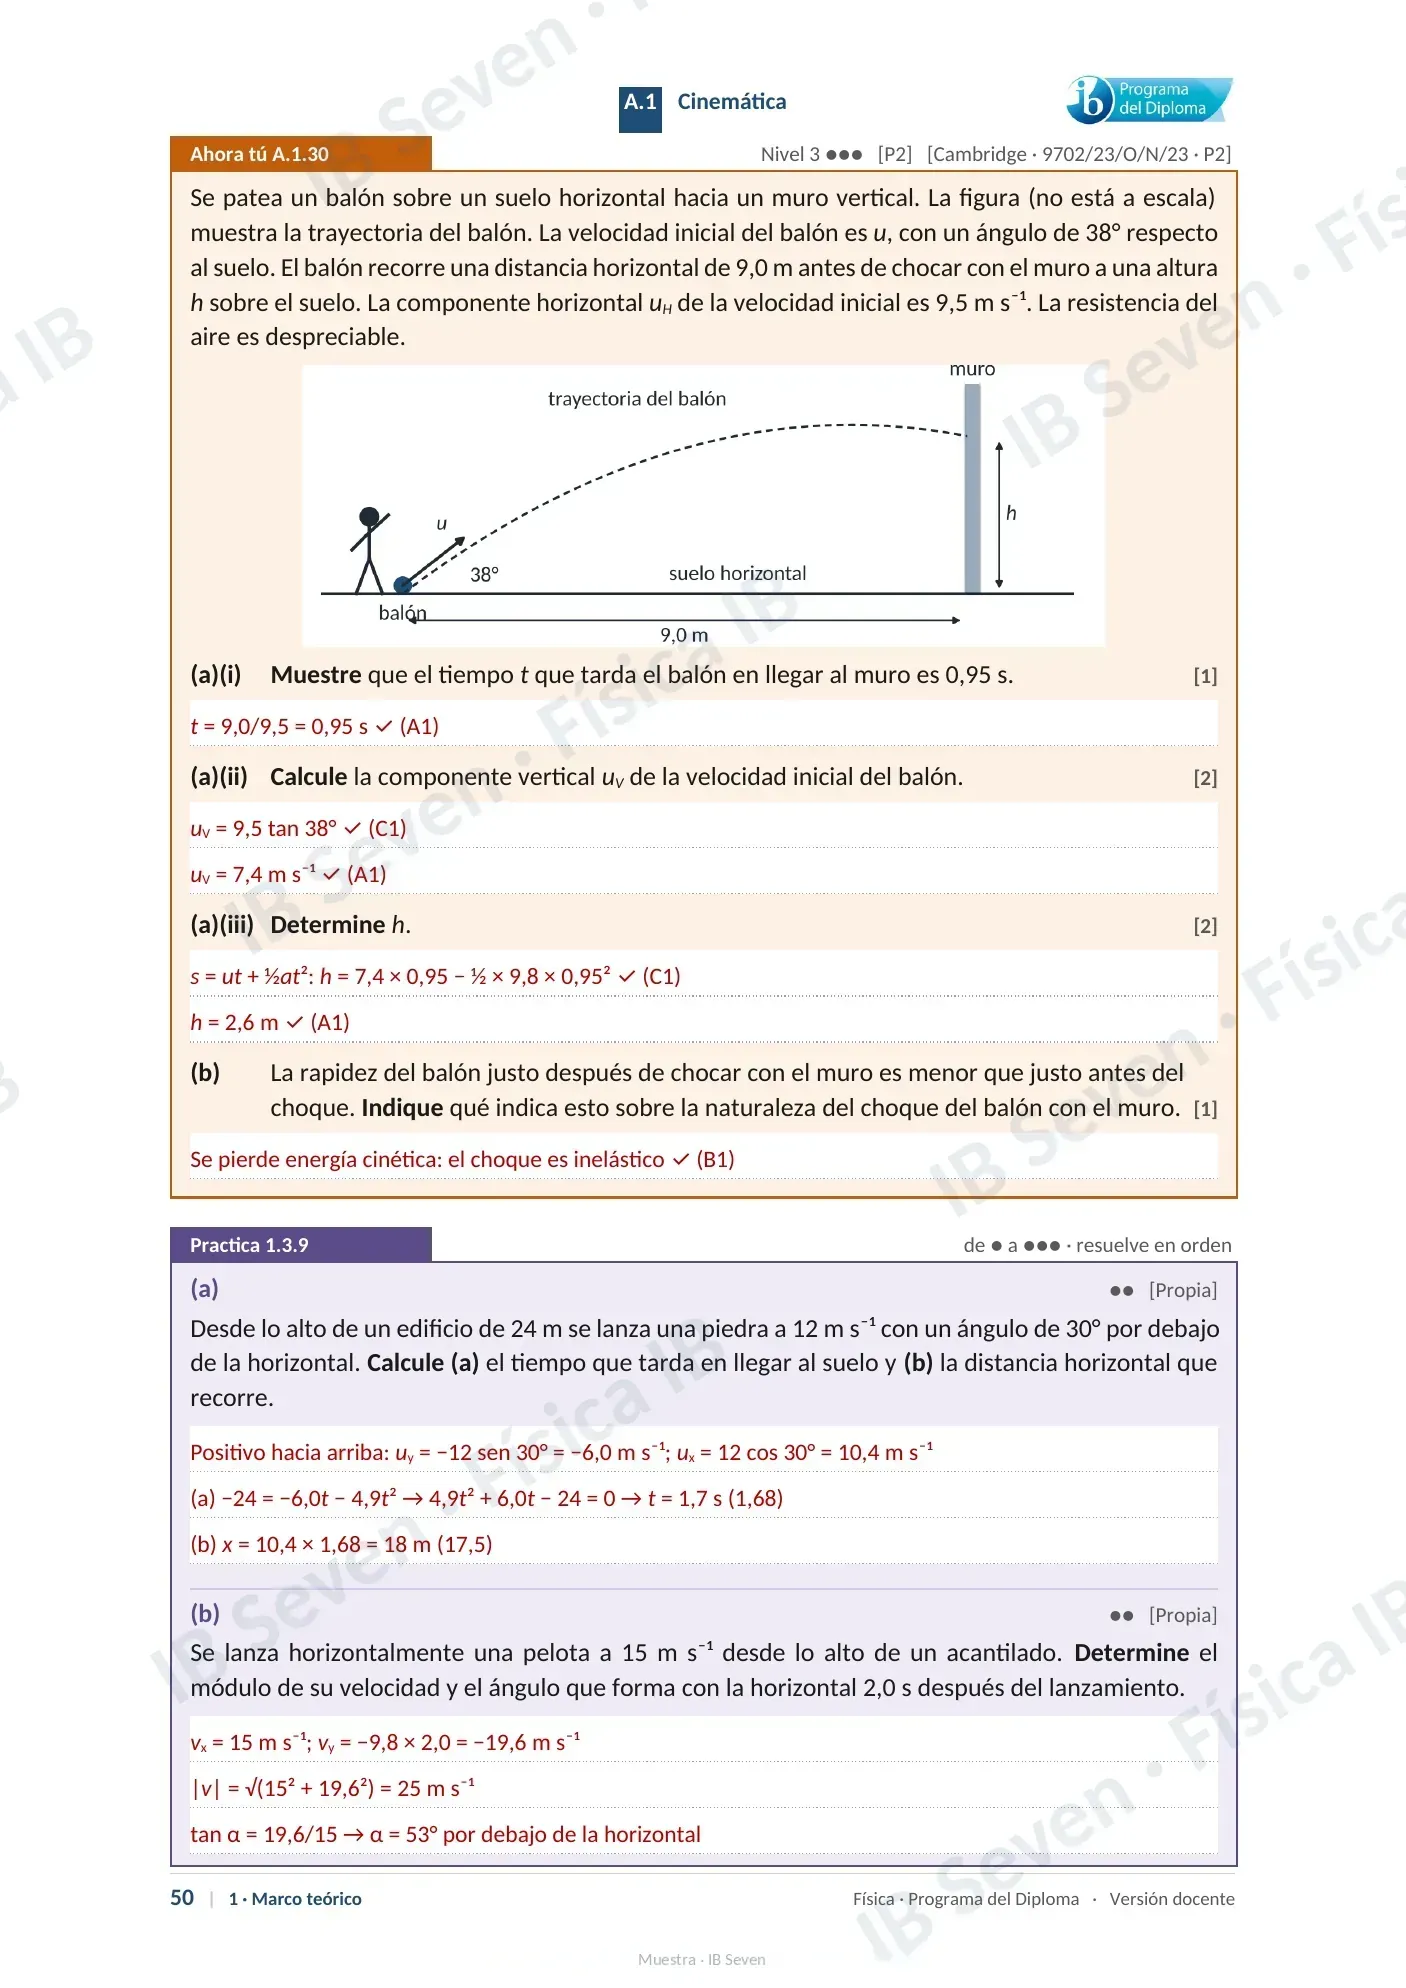 A.1 Cinemática
ib Programa del Diploma
Ahora tú A.1.30 Nivel 3 ●●● [P2] [Cambridge · 9702/23/O/N/23 · P2]
Se patea un balón sobre un suelo horizontal hacia un muro vertical. La figura (no está a escala)
muestra la trayectoria del balón. La velocidad inicial del balón es u, con un ángulo de 38° respecto
al suelo. El balón recorre una distancia horizontal de 9,0 m antes de chocar con el muro a una altura
h sobre el suelo. La componente horizontal u_H de la velocidad inicial es 9,5 m s⁻¹. La resistencia del
aire es despreciable.
muro
trayectoria del balón
u
h
38°
suelo horizontal
balón
9,0 m
(a)(i) Muestre que el tiempo t que tarda el balón en llegar al muro es 0,95 s. [1]
t = 9,0/9,5 = 0,95 s ✓ (A1)
(a)(ii) Calcule la componente vertical u_V de la velocidad inicial del balón. [2]
u_V = 9,5 tan 38° ✓ (C1)
u_V = 7,4 m s⁻¹ ✓ (A1)
(a)(iii) Determine h. [2]
s = ut + ½at²: h = 7,4 × 0,95 − ½ × 9,8 × 0,95² ✓ (C1)
h = 2,6 m ✓ (A1)
(b) La rapidez del balón justo después de chocar con el muro es menor que justo antes del
choque. Indique qué indica esto sobre la naturaleza del choque del balón con el muro. [1]
Se pierde energía cinética: el choque es inelástico ✓ (B1)
Practica 1.3.9 de ● a ●●● · resuelve en orden
(a) ●● [Propia]
Desde lo alto de un edificio de 24 m se lanza una piedra a 12 m s⁻¹ con un ángulo de 30° por debajo
de la horizontal. Calcule (a) el tiempo que tarda en llegar al suelo y (b) la distancia horizontal que
recorre.
Positivo hacia arriba: u_y = −12 sen 30° = −6,0 m s⁻¹; u_x = 12 cos 30° = 10,4 m s⁻¹
(a) −24 = −6,0t − 4,9t² → 4,9t² + 6,0t − 24 = 0 → t = 1,7 s (1,68)
(b) x = 10,4 × 1,68 = 18 m (17,5)
(b) ●● [Propia]
Se lanza horizontalmente una pelota a 15 m s⁻¹ desde lo alto de un acantilado. Determine el
módulo de su velocidad y el ángulo que forma con la horizontal 2,0 s después del lanzamiento.
v_x = 15 m s⁻¹; v_y = −9,8 × 2,0 = −19,6 m s⁻¹
|v| = √(15² + 19,6²) = 25 m s⁻¹
tan α = 19,6/15 → α = 53° por debajo de la horizontal
50 | 1 · Marco teórico Física · Programa del Diploma · Versión docente
Muestra · IB Seven
IB Seven · Física IB